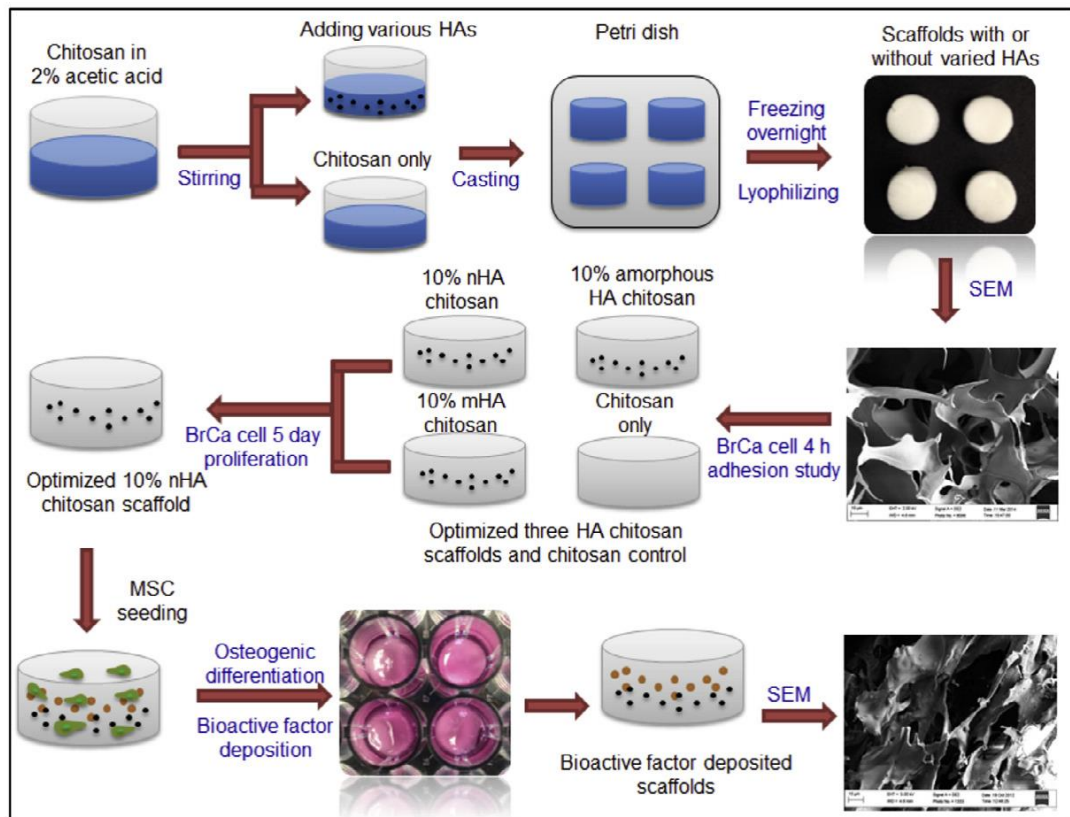 Chitosan in
2% acetic acid
Stirring
Adding various HAs
Chitosan only
Casting
Petri dish
Freezing
overnight
Lyophilizing
Scaffolds with or
without varied HAs
SEM
BrCa cell 4 h
adhesion study
10% nHA
chitosan
10% amorphous
HA chitosan
10% mHA
chitosan
Chitosan
only
Optimized three HA chitosan
scaffolds and chitosan control
BrCa cell 5 day
proliferation
Optimized 10% nHA
chitosan scaffold
MSC
seeding
Osteogenic
differentiation
Bioactive factor
deposition
Bioactive factor deposited
scaffolds
SEM